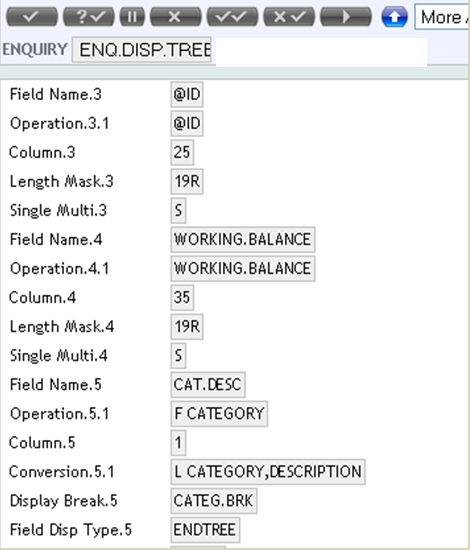 More
ENQUIRY ENQ.DISP.TREE
Field Name.3 @ID
Operation.3.1 @ID
Column.3 25
Length Mask.3 19R
Single Multi.3 S
Field Name.4 WORKING.BALANCE
Operation.4.1 WORKING.BALANCE
Column.4 35
Length Mask.4 19R
Single Multi.4 S
Field Name.5 CAT.DESC
Operation.5.1 F CATEGORY
Column.5 1
Conversion.5.1 L CATEGORY,DESCRIPTION
Display Break.5 CATEG.BRK
Field Disp Type.5 ENDTREE